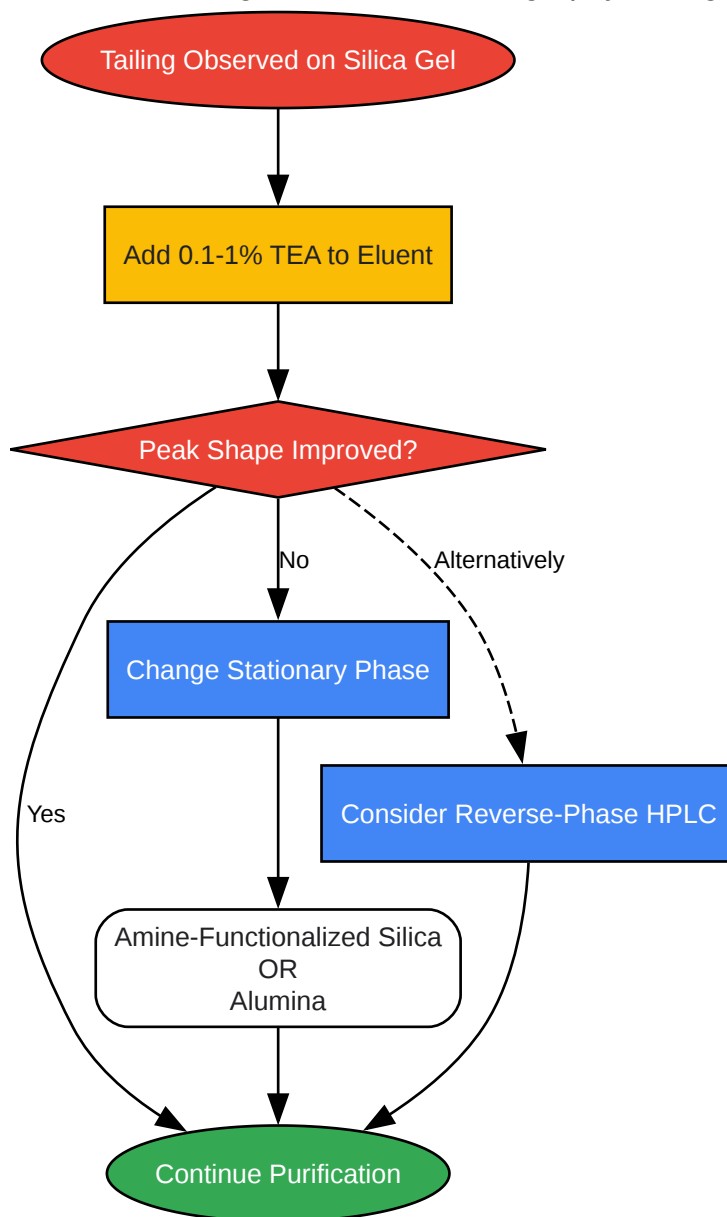 Tailing Observed on Silica Gel
Add 0.1-1% TEA to Eluent
Peak Shape Improved?
No
Alternatively
Change Stationary Phase
Yes
Consider Reverse-Phase HPLC
Amine-Functionalized Silica
OR
Alumina
Continue Purification